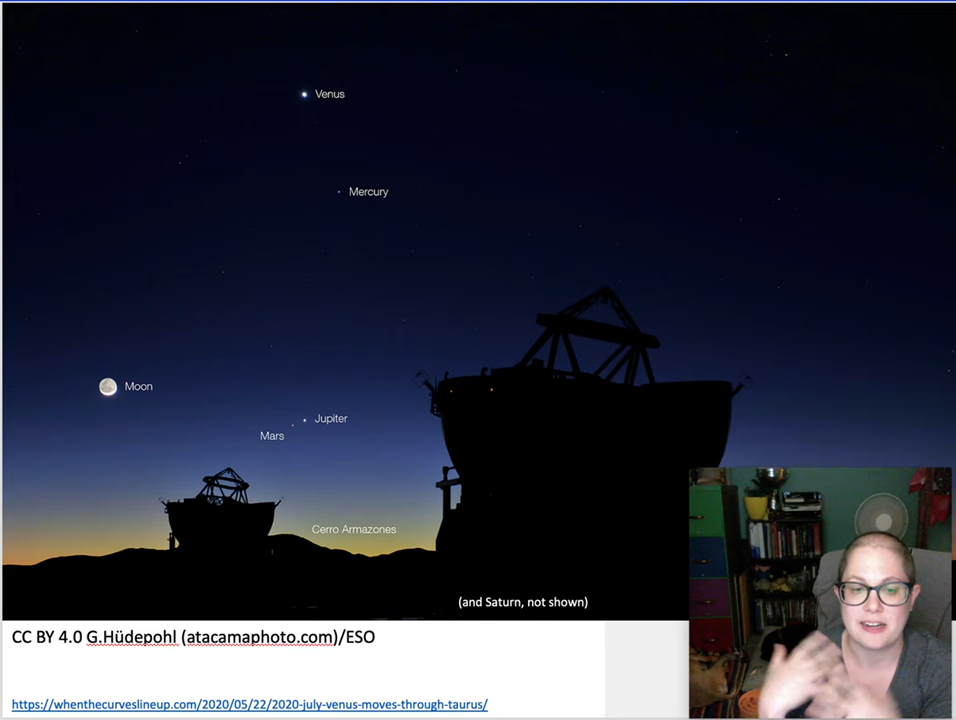 Venus
Mercury
Moon
Jupiter
Mars
Cerro Armazones
(and Saturn, not shown)
CC BY 4.0 G.Hüdepohl (atacamaphoto.com)/ESO
https://whenthecurveslineup.com/2020/05/22/2020-july-venus-moves-through-taurus/